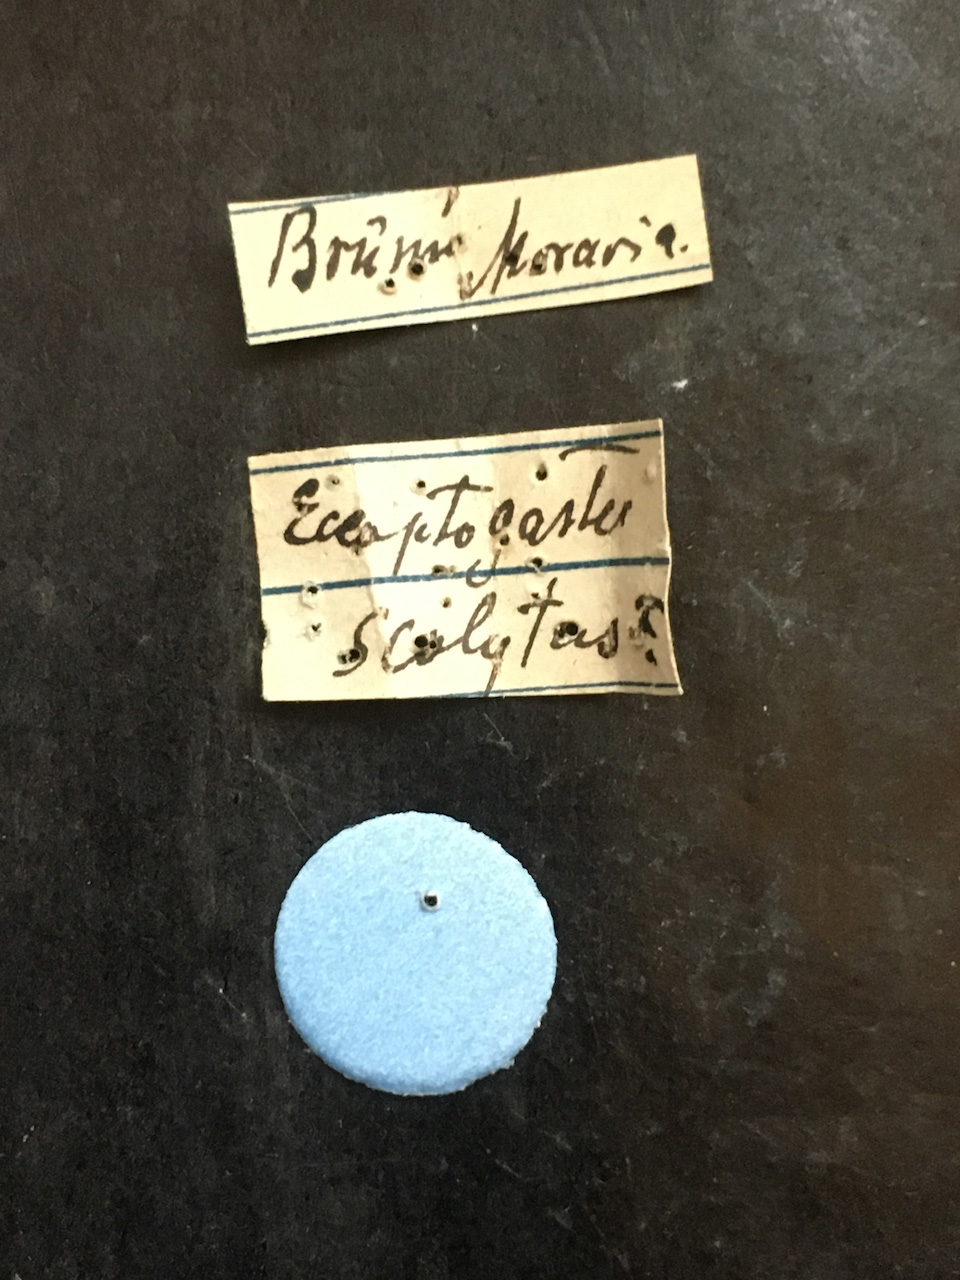 Brünn Moravia.
Eccoptogaster
scolytus?